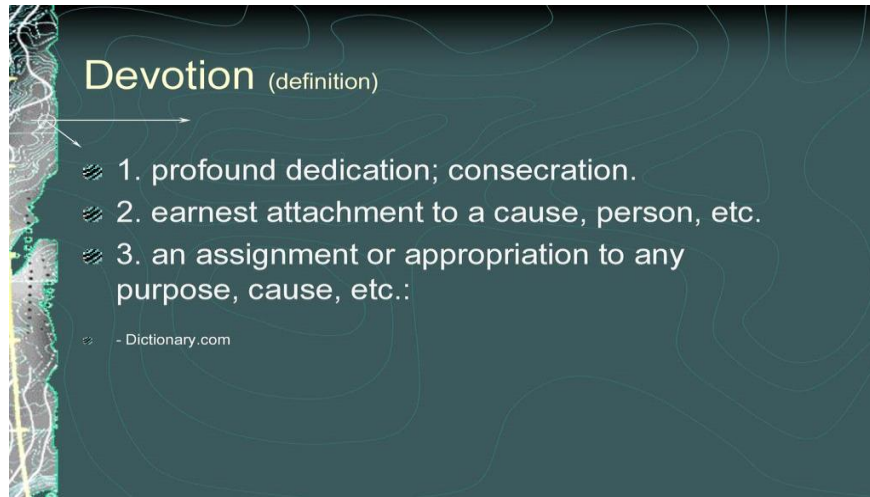 Devotion (definition)
1. profound dedication; consecration.
2. earnest attachment to a cause, person, etc.
3. an assignment or appropriation to any
purpose, cause, etc.:
- Dictionary.com